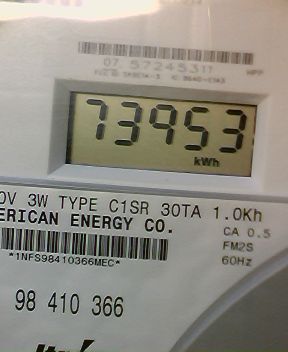 07 57245311
73953
kWh
0V 3W TYPE C1SR 30TA 1.0Kh
ERICAN ENERGY CO.
CA 0.5
FM2S
60Hz
*1NFS98410366MEC*
98 410 366